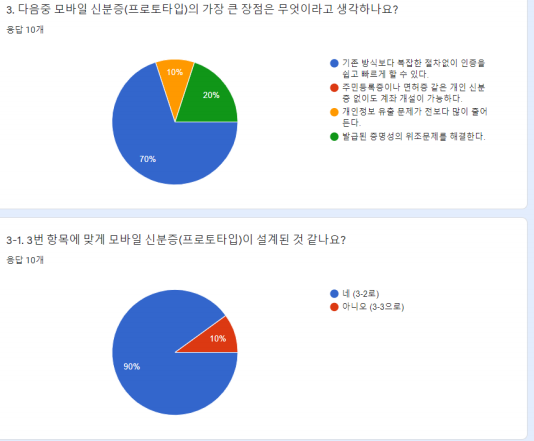 3. 다음중 모바일 신분증(프로토타입)의 가장 큰 장점은 무엇이라고 생각하나요?
응답 10개
10%
20%
70%
기존 방식보다 복잡한 절차없이 인증을
쉽고 빠르게 할 수 있다.
주민등록증이나 면허증 같은 개인 신분
증 없이도 계좌 개설이 가능하다.
개인정보 유출 문제가 전보다 많이 줄어
든다.
발급된 증명성의 위조문제를 해결한다.
3-1. 3번 항목에 맞게 모바일 신분증(프로토타입)이 설계된 것 같나요?
응답 10개
10%
90%
네 (3-2로)
아니오 (3-3으로)